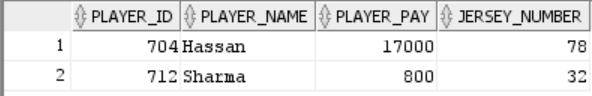 PLAYER_ID PLAYER_NAME PLAYER_PAY JERSEY_NUMBER
1 704 Hassan 17000 78
2 712 Sharma 800 32